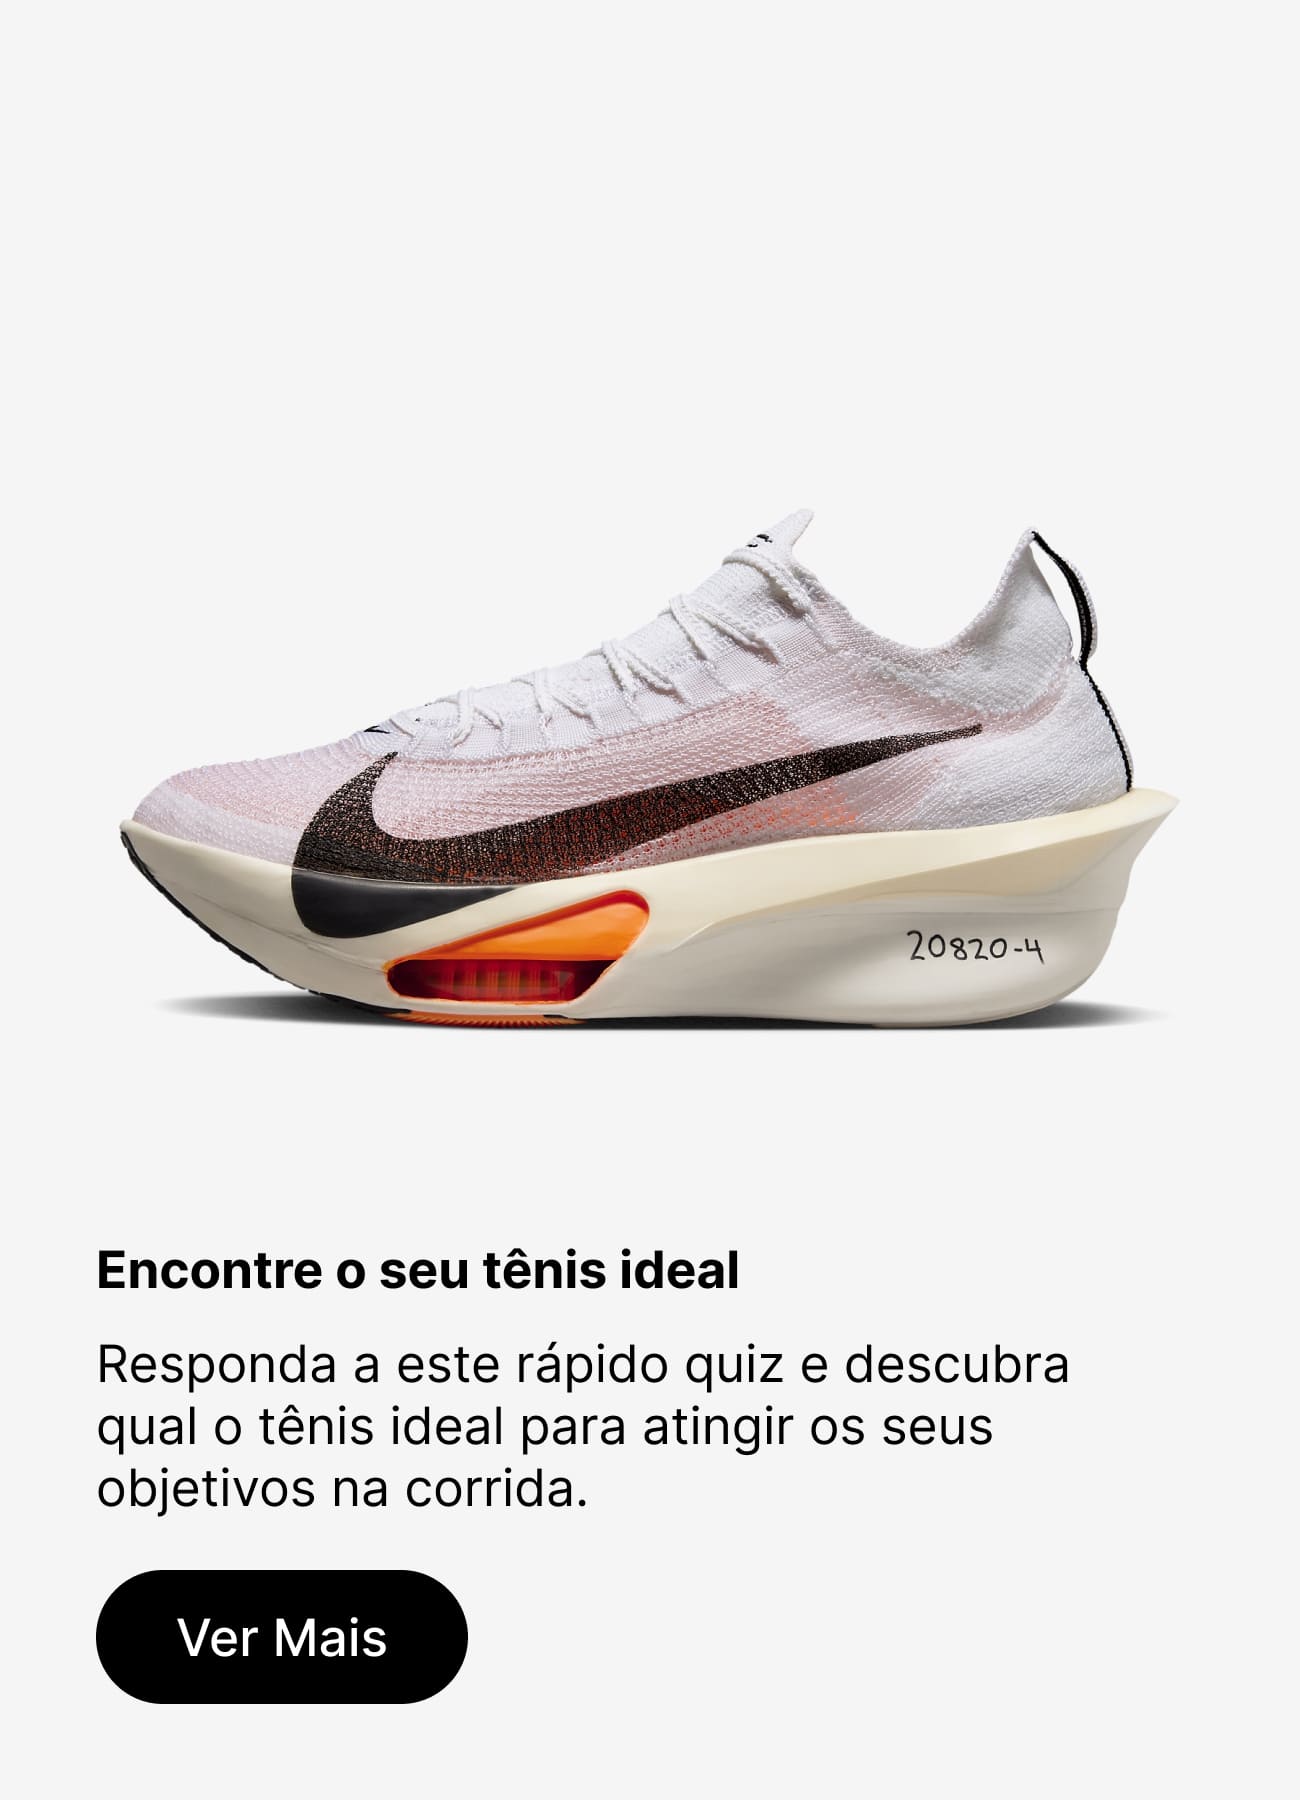 20820-4
Encontre o seu tênis ideal
Responda a este rápido quiz e descubra
qual o tênis ideal para atingir os seus
objetivos na corrida.
Ver Mais